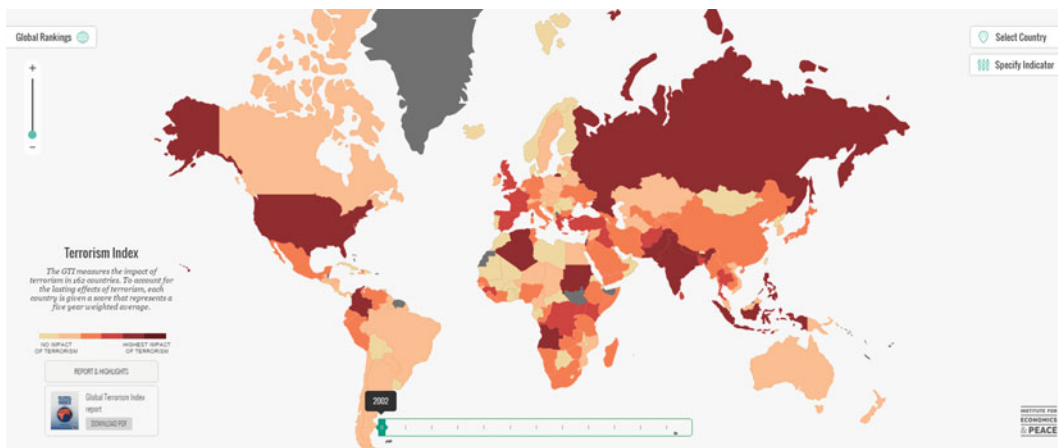 Global Rankings
Select Country
Specify Indicator
+
−
Terrorism Index
The GTI measures the impact of
terrorism in 162 countries. To account for
the lasting effects of terrorism, each
country is given a score that represents a
five year weighted average.
NO IMPACT
OF TERRORISM
HIGHEST IMPACT
OF TERRORISM
REPORT & HIGHLIGHTS
Global Terrorism Index
report
DOWNLOAD PDF
2002
INSTITUTE FOR
ECONOMICS
& PEACE